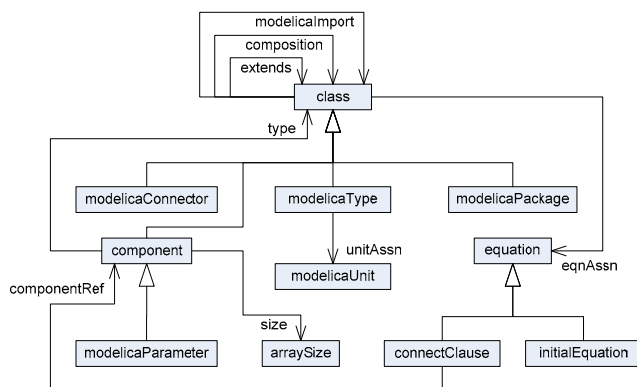 modelicaImport
composition
extends
class
type
modelicaConnector
modelicaType
modelicaPackage
component
unitAssn
equation
componentRef
modelicaUnit
eqnAssn
size
modelicaParameter
arraySize
connectClause
initialEquation